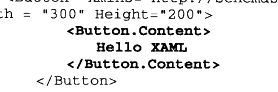 th = "300" Height="200">
<Button.Content>
Hello XAML
</Button.Content>
</Button>